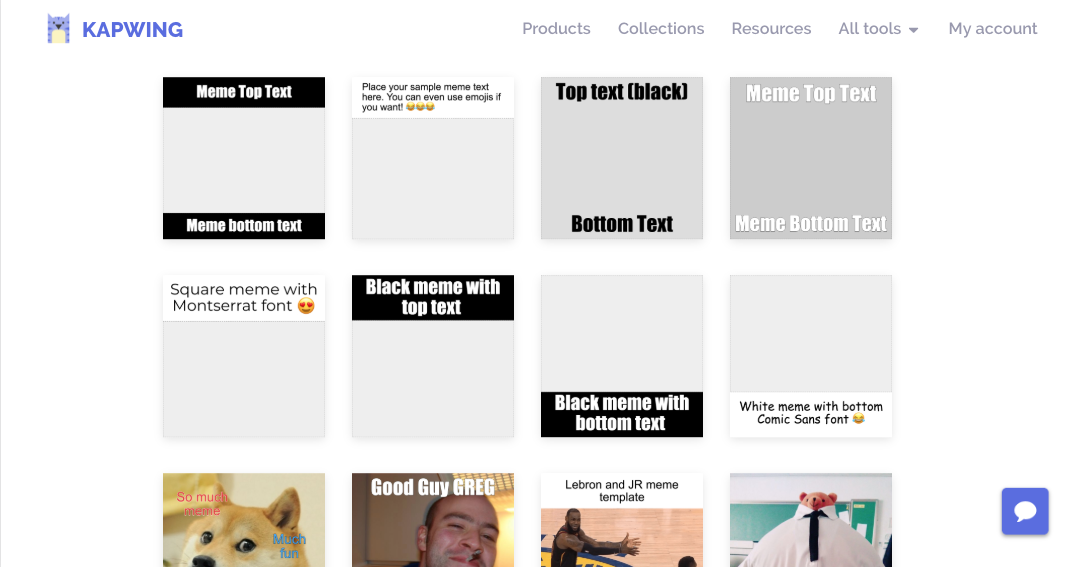 KAPWING
Products
Collections
Resources
All tools
My account
Meme Top Text
Meme bottom text
Place your sample meme text
here. You can even use emojis if
you want! 😂😂😂
Top text (black)
Bottom Text
Meme Top Text
Meme Bottom Text
Square meme with
Montserrat font 😍
Black meme with
top text
Black meme with
bottom text
White meme with bottom
Comic Sans font 😂
So much
meme
Much
fun
Good Guy GREG
Lebron and JR meme
template